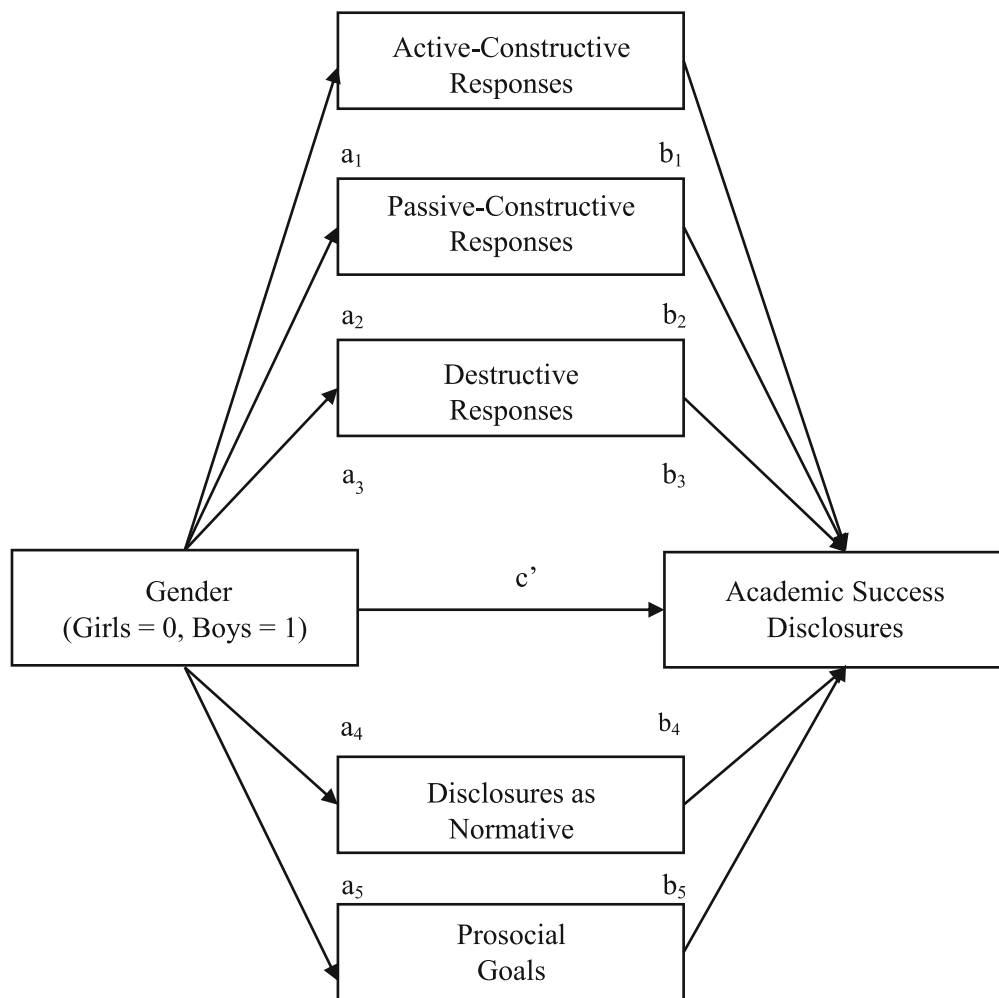 Active-Constructive
Responses
a₁
b₁
Passive-Constructive
Responses
a₂
b₂
Destructive
Responses
a₃
b₃
Gender
(Girls = 0, Boys = 1)
c’
Academic Success
Disclosures
a₄
b₄
Disclosures as
Normative
a₅
b₅
Prosocial
Goals